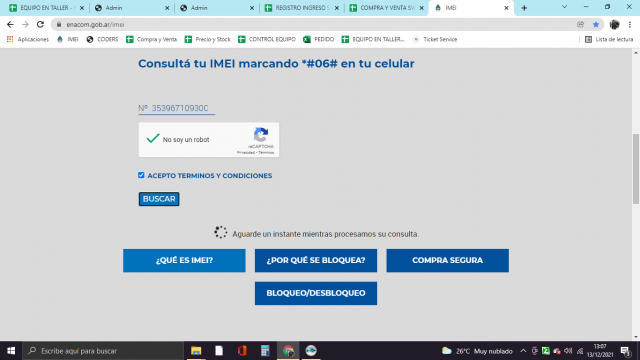 EQUIPO EN TALLER -
Admin
Admin
REGISTRO INGRESO S
COMPRA Y VENTA SW
IMEI
enacom.gob.ar/imei
Aplicaciones
IMEI
CODERS
Compra y Venta
Precio y Stock
CONTROL EQUIPO
PEDIDO
EQUIPO EN TALLER...
Ticket Service
Lista de lectura
Consultá tu IMEI marcando *#06# en tu celular
Nº 35396710930C
No soy un robot
reCAPTCHA
Privacidad - Términos
ACEPTO TERMINOS Y CONDICIONES
BUSCAR
Aguarde un instante mientras procesamos su consulta.
¿QUÉ ES IMEI?
¿POR QUÉ SE BLOQUEA?
COMPRA SEGURA
BLOQUEO/DESBLOQUEO
Escribe aquí para buscar
26°C Muy nublado
13:07
13/12/2021